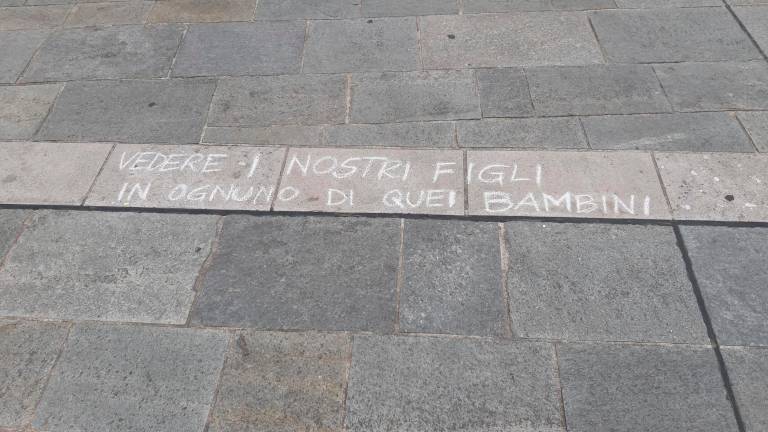 VEDERE I NOSTRI FIGLI
IN OGNUNO DI QUEI BAMBINI